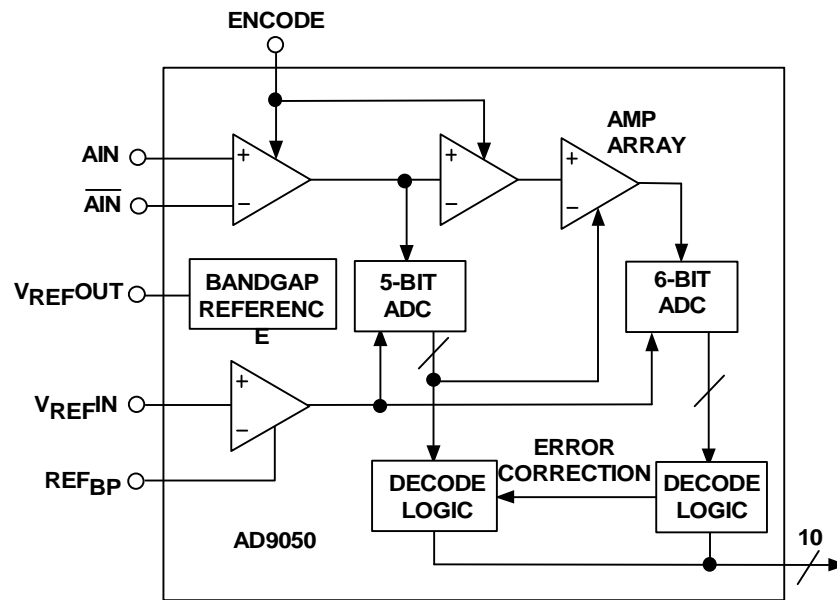 ENCODE
AMP
ARRAY
AIN
AIN
+
−
+
−
+
−
VREFOUT
BANDGAP
REFERENC
E
5-BIT
ADC
6-BIT
ADC
VREFIN
+
−
REFBP
ERROR
CORRECTION
DECODE
LOGIC
DECODE
LOGIC
AD9050
10